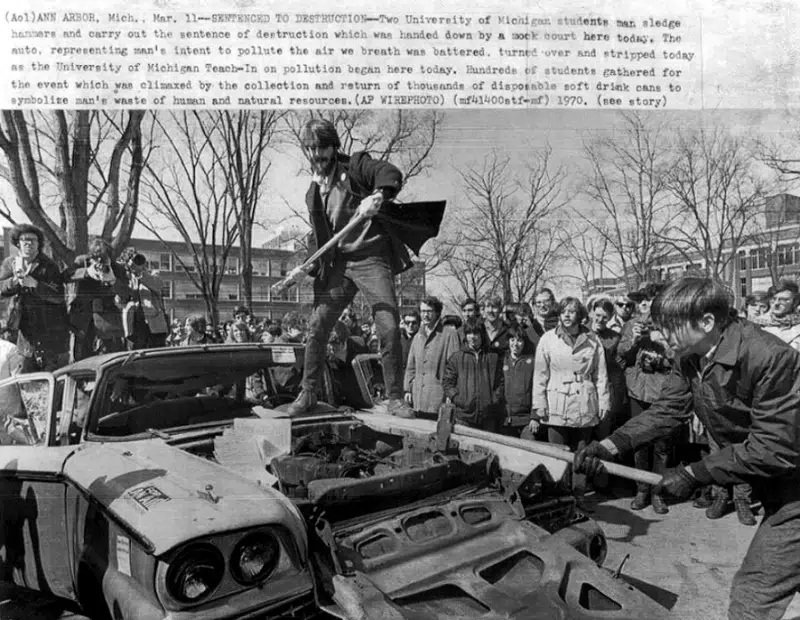 (Ao1)ANN ARBOR, Mich., Mar. 11--SENTENCED TO DESTRUCTION--Two University of Michigan students man sledge
hammers and carry out the sentence of destruction which was handed down by a mock court here today. The
auto, representing man's intent to pollute the air we breath was battered, turned over and stripped today
as the University of Michigan Teach-In on pollution began here today. Hundreds of students gathered for
the event which was climaxed by the collection and return of thousands of disposable soft drink cans to
symbolize man's waste of human and natural resources.(AP WIREPHOTO) (mf41400stf-mf) 1970. (see story)